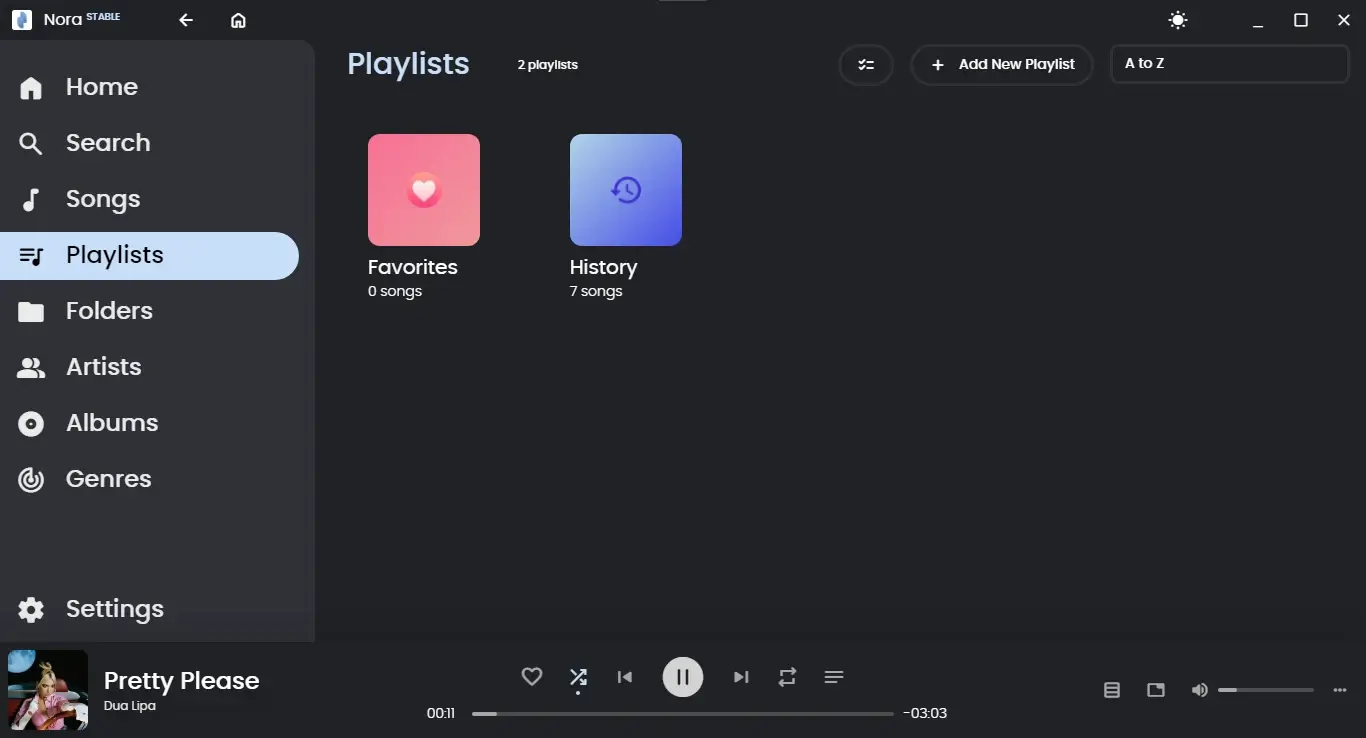 Nora STABLE
Home
Search
Songs
Playlists
Folders
Artists
Albums
Genres
Settings
Playlists
2 playlists
Add New Playlist
A to Z
Favorites
0 songs
History
7 songs
Pretty Please
Dua Lipa
00:11
-03:03